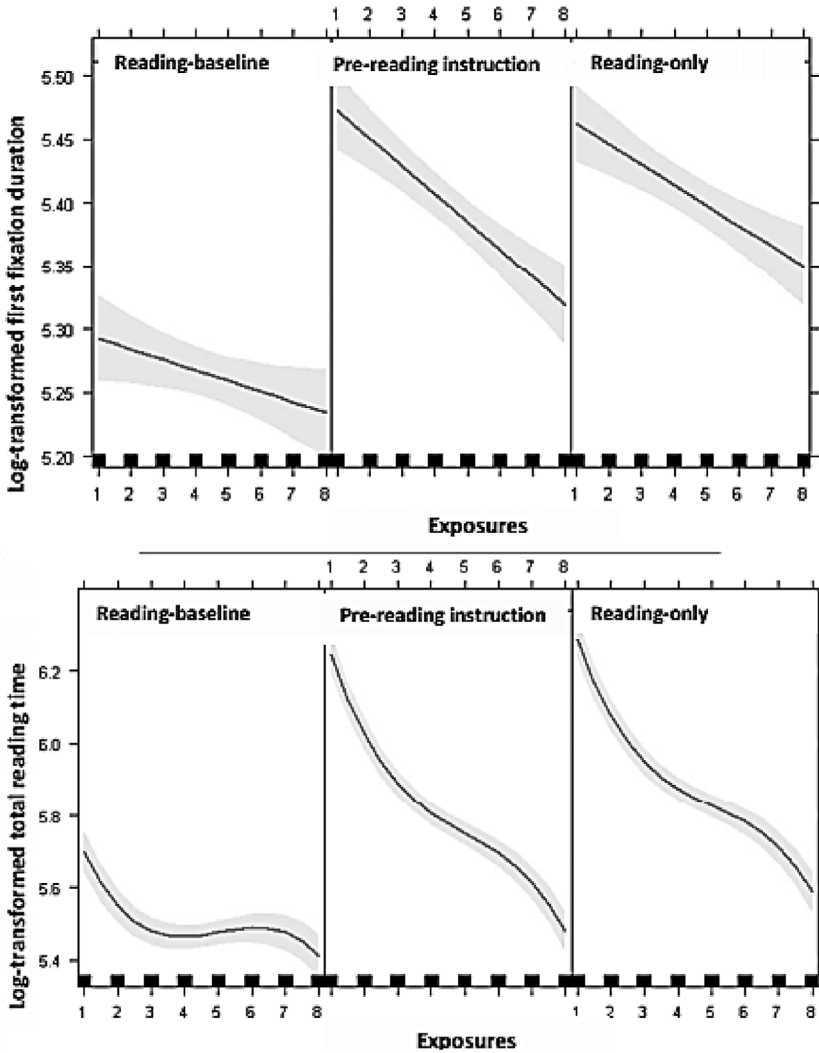 1 2 3 4 5 6 7 8
Reading-baseline Pre-reading instruction Reading-only
Log-transformed first fixation duration
5.50
5.45
5.40
5.35
5.30
5.25
5.20
1 2 3 4 5 6 7 8 1 2 3 4 5 6 7 8
Exposures
1 2 3 4 5 6 7 8
Reading-baseline Pre-reading instruction Reading-only
Log-transformed total reading time
6.2
6.0
5.8
5.6
5.4
1 2 3 4 5 6 7 8 1 2 3 4 5 6 7 8
Exposures